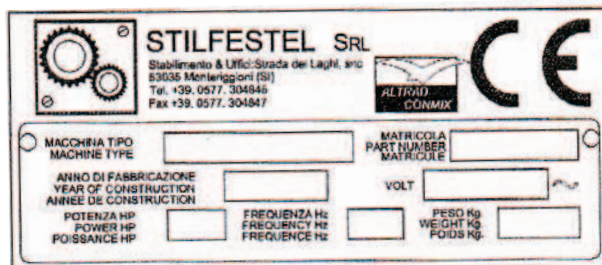 STILFESTEL SRL
Stabilimento & Uffici:Strada dei Laghi, snc
53035 Monteriggioni (SI)
Tel. +39. 0577. 304845
Fax +39. 0577. 304847
ALTRAD
CONMIX
CE
MACCHINA TIPO
MACHINE TYPE
MATRICOLA
PART NUMBER
MATRICULE
ANNO DI FABBRICAZIONE
YEAR OF CONSTRUCTION
ANNEE DE CONSTRUCTION
VOLT
POTENZA HP
POWER HP
POISSANCE HP
FREQUENZA Hz
FREQUENCY Hz
FREQUENCE Hz
PESO Kg.
WEIGHT Kg.
POIDS Kg.